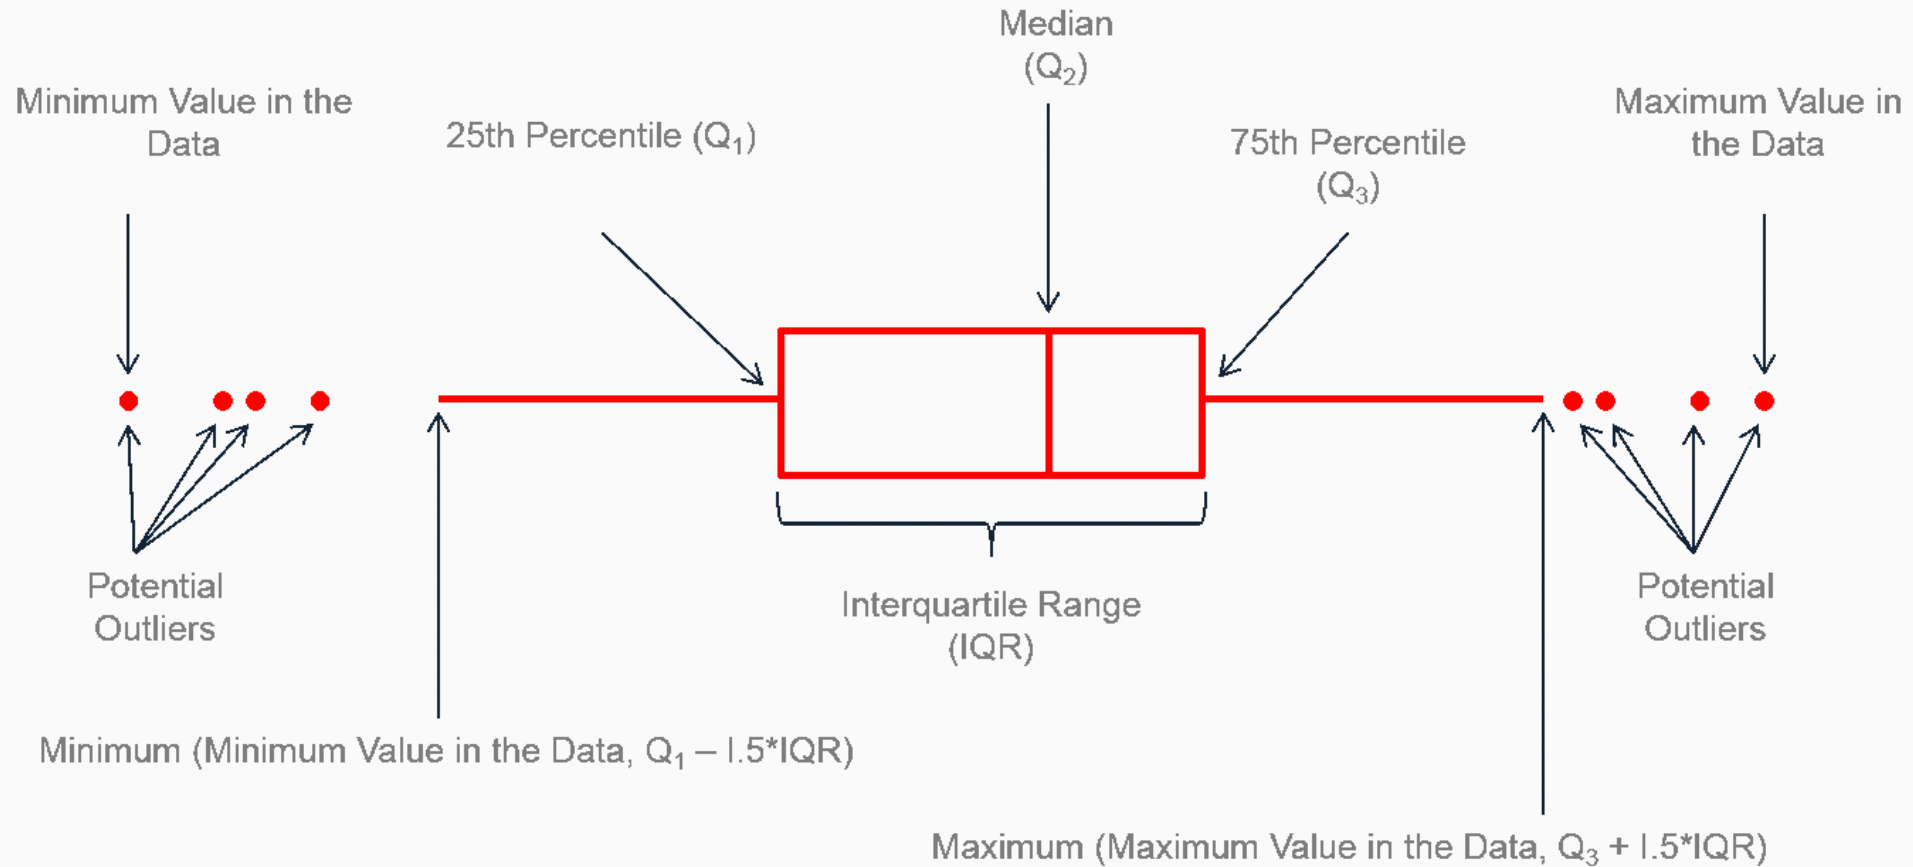 Median
(Q₂)
Minimum Value in the
Data
25th Percentile (Q₁)
75th Percentile
(Q₃)
Maximum Value in
the Data
Potential
Outliers
Interquartile Range
(IQR)
Potential
Outliers
Minimum (Minimum Value in the Data, Q₁ – I.5*IQR)
Maximum (Maximum Value in the Data, Q₃ + I.5*IQR)